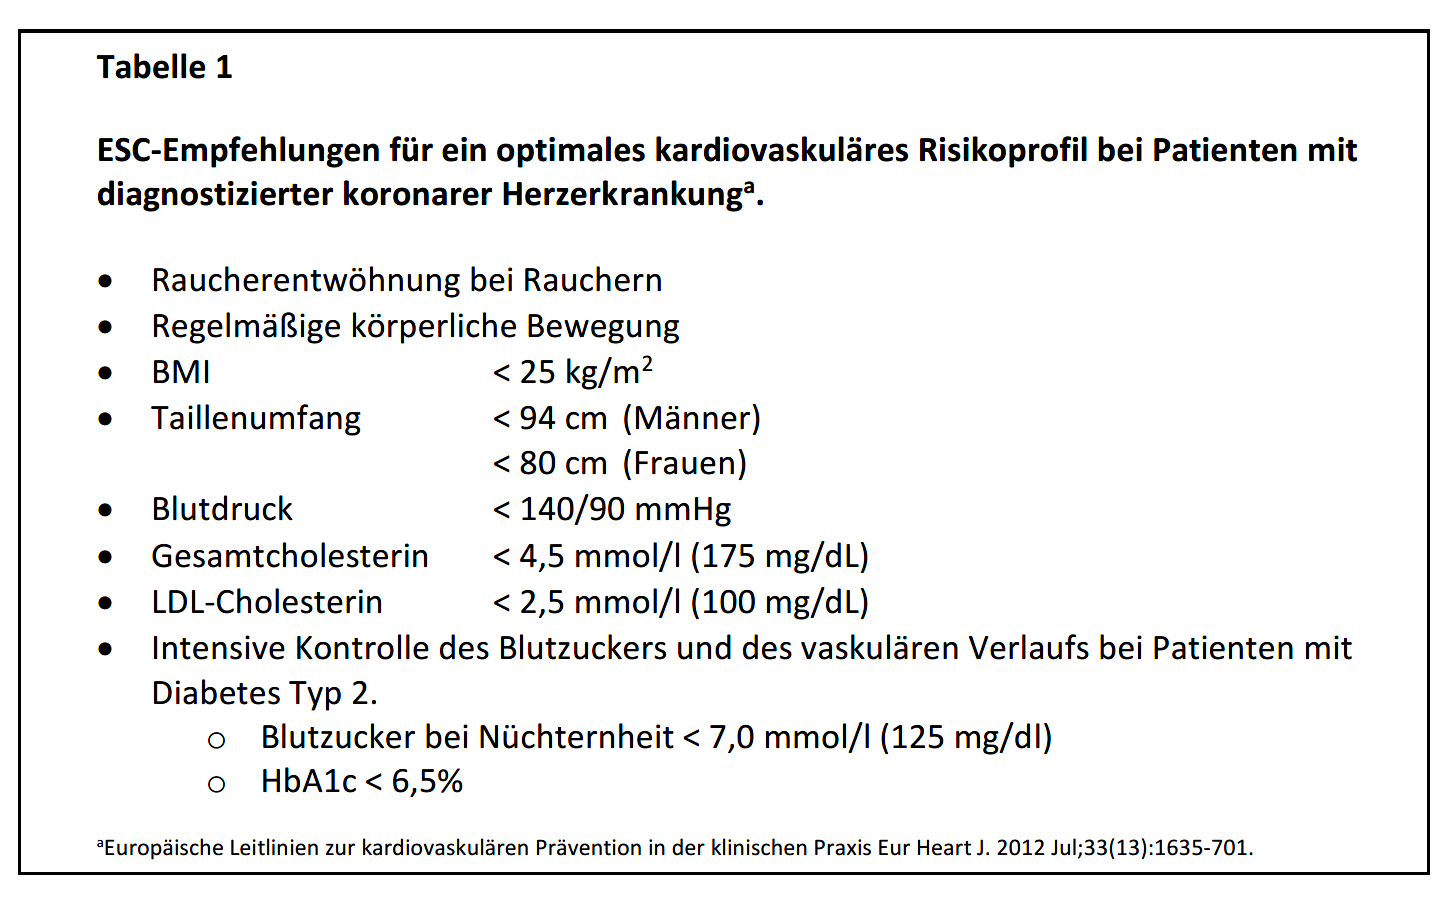 Tabelle 1
ESC-Empfehlungen für ein optimales kardiovaskuläres Risikoprofil bei Patienten mit
diagnostizierter koronarer Herzerkrankungᵃ.
• Raucherentwöhnung bei Rauchern
• Regelmäßige körperliche Bewegung
• BMI < 25 kg/m²
• Taillenumfang < 94 cm (Männer)
< 80 cm (Frauen)
• Blutdruck < 140/90 mmHg
• Gesamtcholesterin < 4,5 mmol/l (175 mg/dL)
• LDL-Cholesterin < 2,5 mmol/l (100 mg/dL)
• Intensive Kontrolle des Blutzuckers und des vaskulären Verlaufs bei Patienten mit
Diabetes Typ 2.
o Blutzucker bei Nüchternheit < 7,0 mmol/l (125 mg/dl)
o HbA1c < 6,5%
ᵃEuropäische Leitlinien zur kardiovaskulären Prävention in der klinischen Praxis Eur Heart J. 2012 Jul;33(13):1635-701.